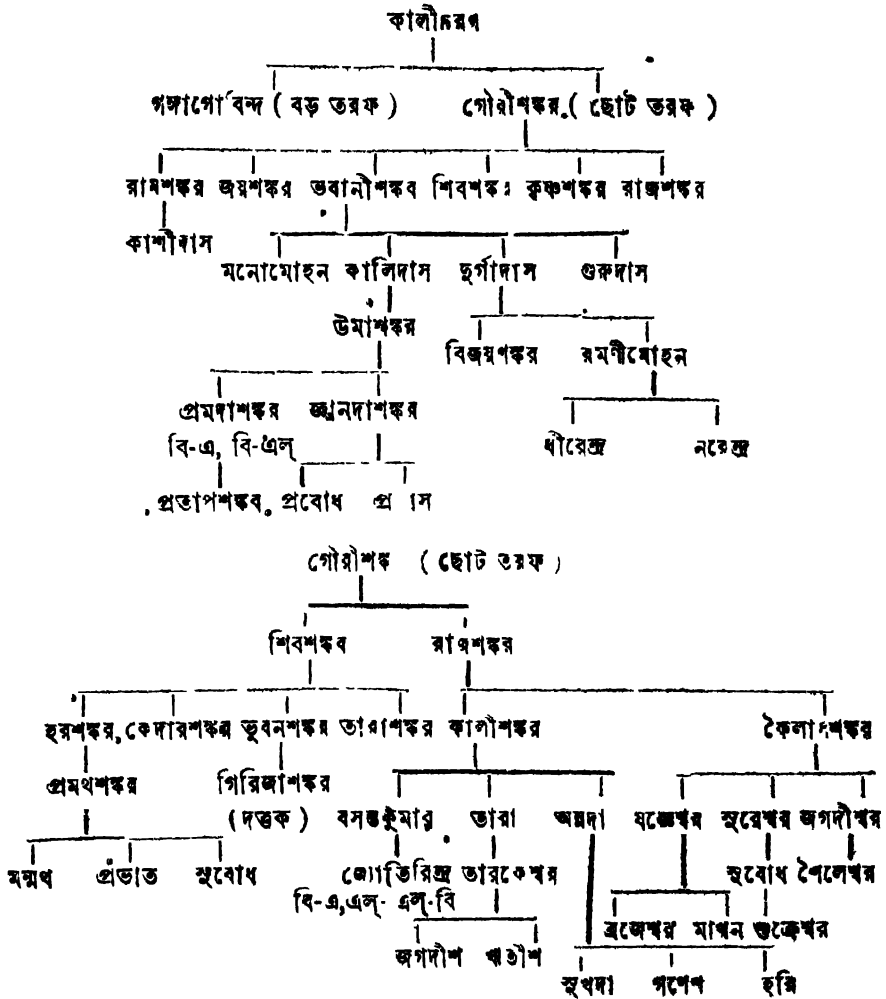 কালীচরণ
গঙ্গাগোবিন্দ ( বড় তরফ ) গৌরীশঙ্কর ( ছোট তরফ )
রামশঙ্কর জয়শঙ্কর ভবানীশঙ্কব শিবশঙ্কর কৃষ্ণশঙ্কর রাজশঙ্কর
কাশীদাস
মনোমোহন কালিদাস দুর্গাদাস গুরুদাস
উমাশঙ্কর
বিজয়শঙ্কর রমণীমোহন
প্রমদাশঙ্কর জ্ঞানদাশঙ্কর
বি-এ, বি-এল্
ধীরেন্দ্র নরেন্দ্র
প্রতাপশঙ্কব, প্রবোধ
গৌরীশঙ্ক ( ছোট তরফ )
শিবশঙ্কব রাজশঙ্কর
হরশঙ্কর, কেদারশঙ্কর ভুবনশঙ্কর তারাশঙ্কর কালীশঙ্কর কৈলাসশঙ্কর
প্রমথশঙ্কর গিরিজাশঙ্কর
(দত্তক) বসন্তকুমার তারা অন্নদা যজ্ঞেশ্বর সুরেশ্বর জগদীশ্বর
মন্মথ প্রভাত সুবোধ জ্যোতিরিন্দ্র তারকেশ্বর সুবোধ শৈলেশ্বর
বি-এ,এল্- এল্-বি
ব্রজেশ্বর মাখন শুক্রেশ্বর
জগদীশ ঋতীশ
সুখদা গণেশ হরি